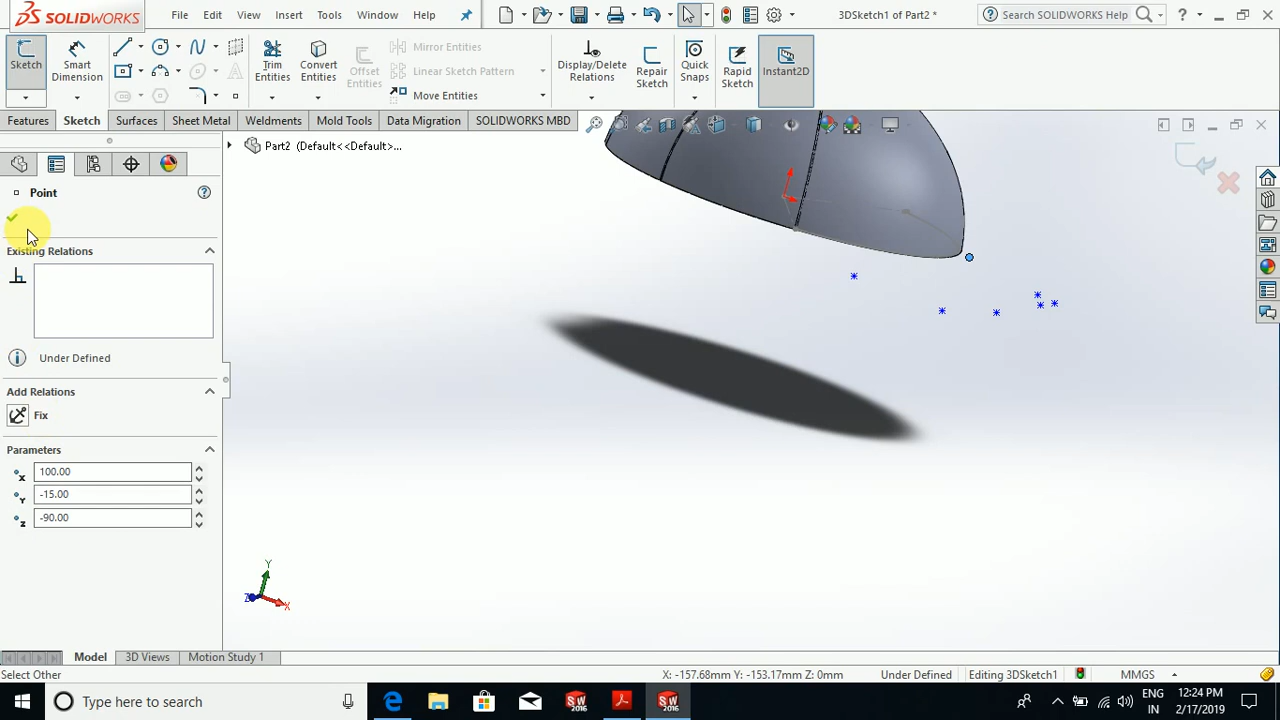 SOLIDWORKS
File Edit View Insert Tools Window Help
3DSketch1 of Part2 *
Search SOLIDWORKS Help
?
Sketch
Smart Dimension
Trim Entities
Convert Entities
Offset Entities
Mirror Entities
Linear Sketch Pattern
Move Entities
Display/Delete Relations
Repair Sketch
Quick Snaps
Rapid Sketch
Instant2D
Features Sketch Surfaces Sheet Metal Weldments Mold Tools Data Migration SOLIDWORKS MBD
Part2 (Default<<Default>...
Point
?
Existing Relations
Under Defined
Add Relations
Fix
Parameters
X 100.00
Y -15.00
Z -90.00
Y
Z
X
Model 3D Views Motion Study 1
Select Other
X: -157.68mm Y: -153.17mm Z: 0mm Under Defined Editing 3DSketch1 MMGS
Type here to search
SW 2016
SW 2016
ENG
IN
12:24 PM
2/17/2019